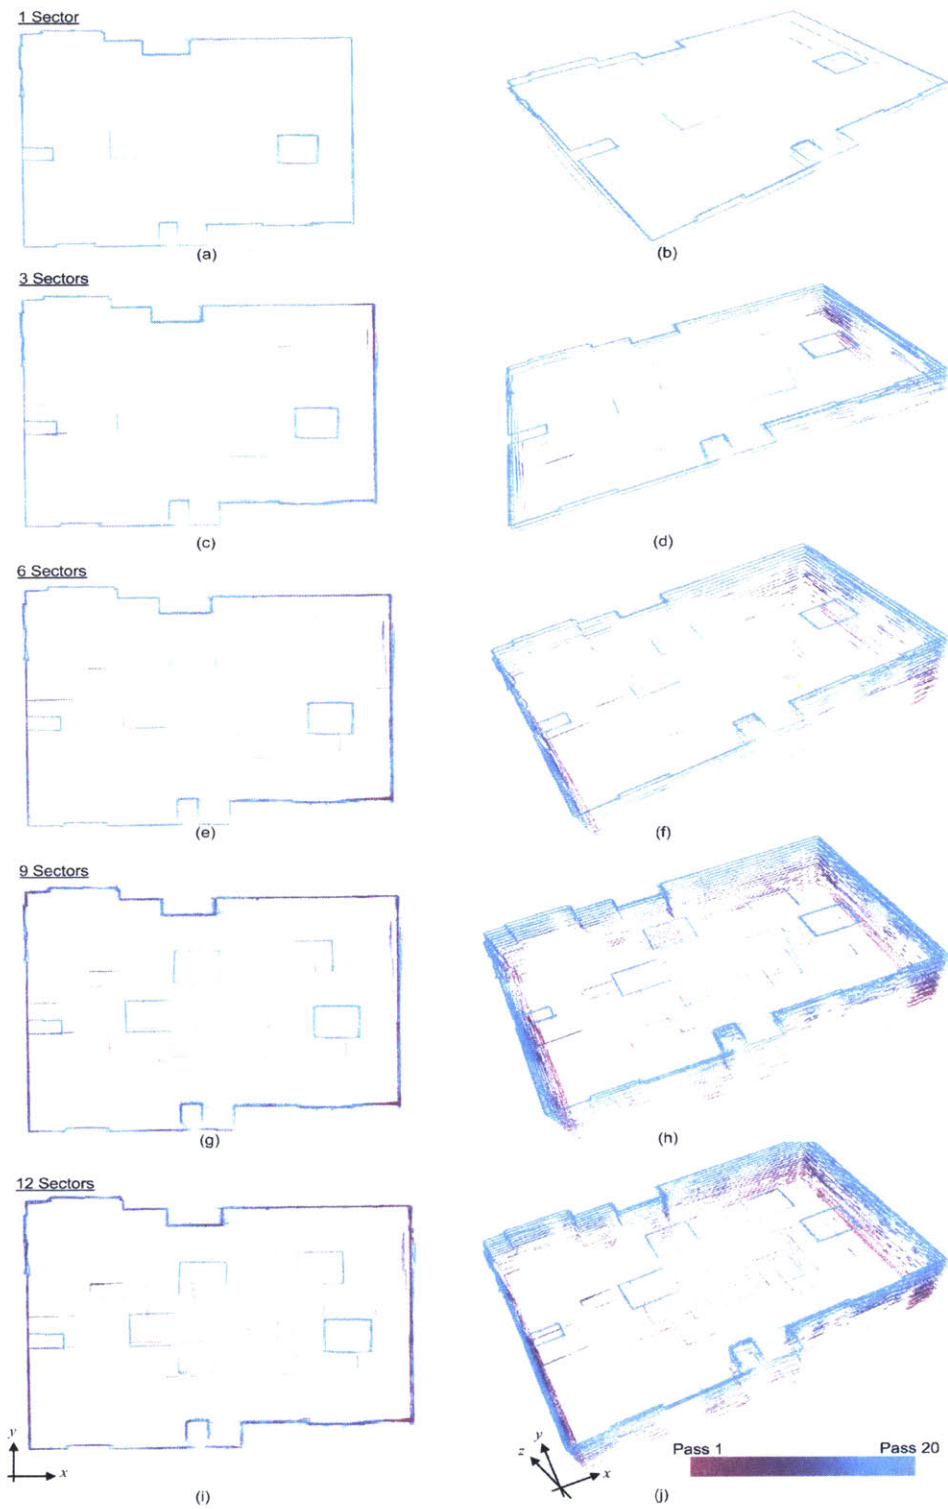 1 Sector
(a)
(b)
3 Sectors
(c)
(d)
6 Sectors
(e)
(f)
9 Sectors
(g)
(h)
12 Sectors
y
x
(i)
y
z
x
Pass 1
Pass 20
(j)